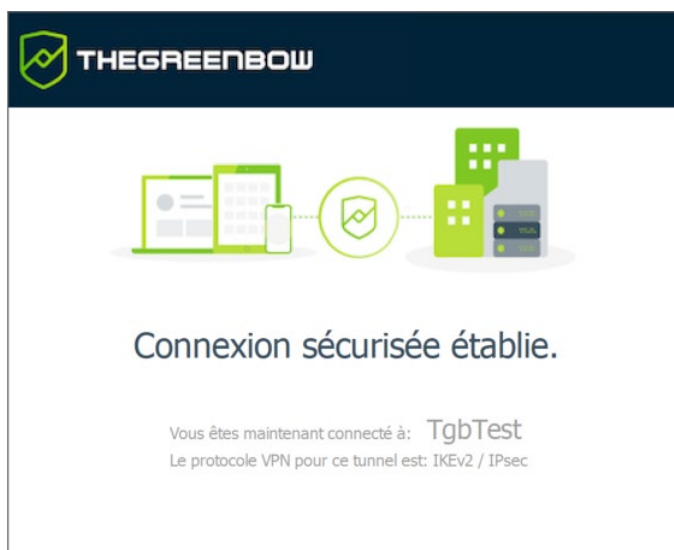 THEGREENBOW
Connexion sécurisée établie.
Vous êtes maintenant connecté à: TgbTest
Le protocole VPN pour ce tunnel est: IKEv2 / IPsec